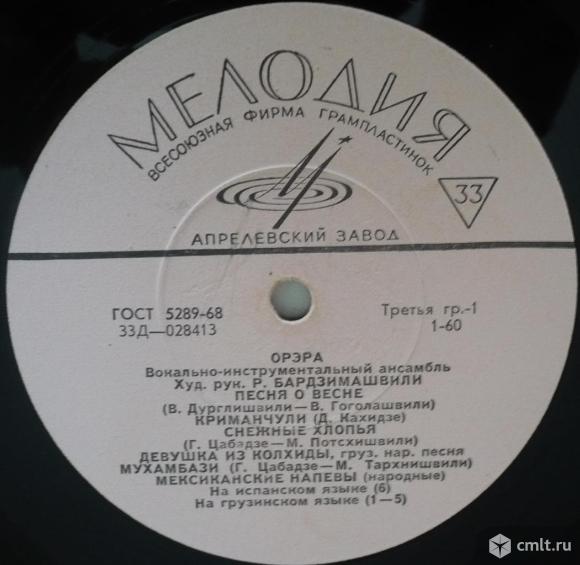 МЕЛОДИЯ
ВСЕСОЮЗНАЯ ФИРМА ГРАМПЛАСТИНОК
33
АПРЕЛЕВСКИЙ ЗАВОД
ГОСТ 5289-68
Третья гр.-1
33Д—028413
1-60
ОРЭРА
Вокально-инструментальный ансамбль
Худ. рук. Р. БАРДЗИМАШВИЛИ
ПЕСНЯ О ВЕСНЕ
(В. Дурглишвили—В. Гоголашвили)
КРИМАНЧУЛИ (Д. Кахидзе)
СНЕЖНЫЕ ХЛОПЬЯ
(Г. Цабадзе—М. Потсхишвили)
ДЕВУШКА ИЗ КОЛХИДЫ, груз. нар. песня
МУХАМБАЗИ (Г. Цабадзе—М. Тархнишвили)
МЕКСИКАНСКИЕ НАПЕВЫ (народные)
На испанском языке (6)
На грузинском языке (1—5)
cmlt.ru